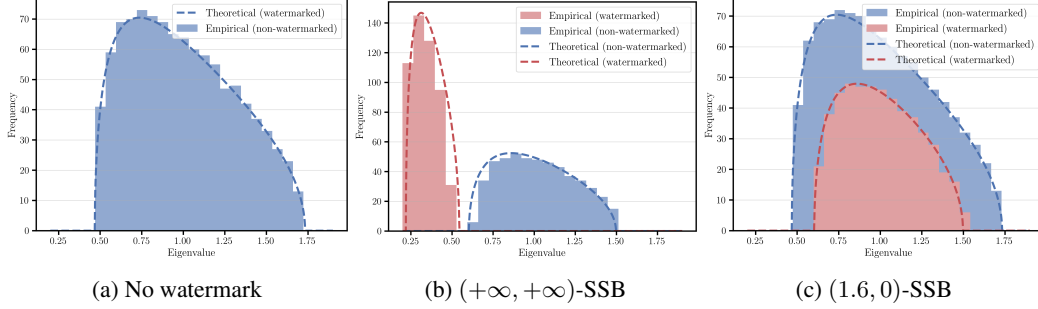 Theoretical (watermarked)
Empirical (non-watermarked)
Frequency
70
60
50
40
30
20
10
0
0.25 0.50 0.75 1.00 1.25 1.50 1.75
Eigenvalue
(a) No watermark
Empirical (watermarked)
Empirical (non-watermarked)
Theoretical (non-watermarked)
Theoretical (watermarked)
Frequency
140
120
100
80
60
40
20
0
0.25 0.50 0.75 1.00 1.25 1.50 1.75
Eigenvalue
(b) (+∞, +∞)-SSB
Empirical (non-watermarked)
Empirical (watermarked)
Theoretical (non-watermarked)
Theoretical (watermarked)
Frequency
70
60
50
40
30
20
10
0
0.25 0.50 0.75 1.00 1.25 1.50 1.75
Eigenvalue
(c) (1.6, 0)-SSB